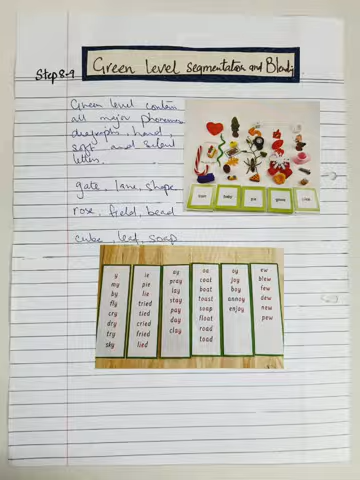 Step 8-9
Green level segmentation and Blending
Green level contain
all major phonemes
diagraphs, hard,
soft, and silent
letters.
gate, lane, shape
rose, field, bead
cube, leaf, soap
y
my
by
fly
cry
dry
try
sky
ie
pie
lie
tried
tied
cried
fried
lied
ay
pray
lay
stay
pay
day
clay
oa
coat
boat
toast
soap
float
road
toad
oy
joy
boy
annoy
enjoy
ew
blew
few
dew
new
pew